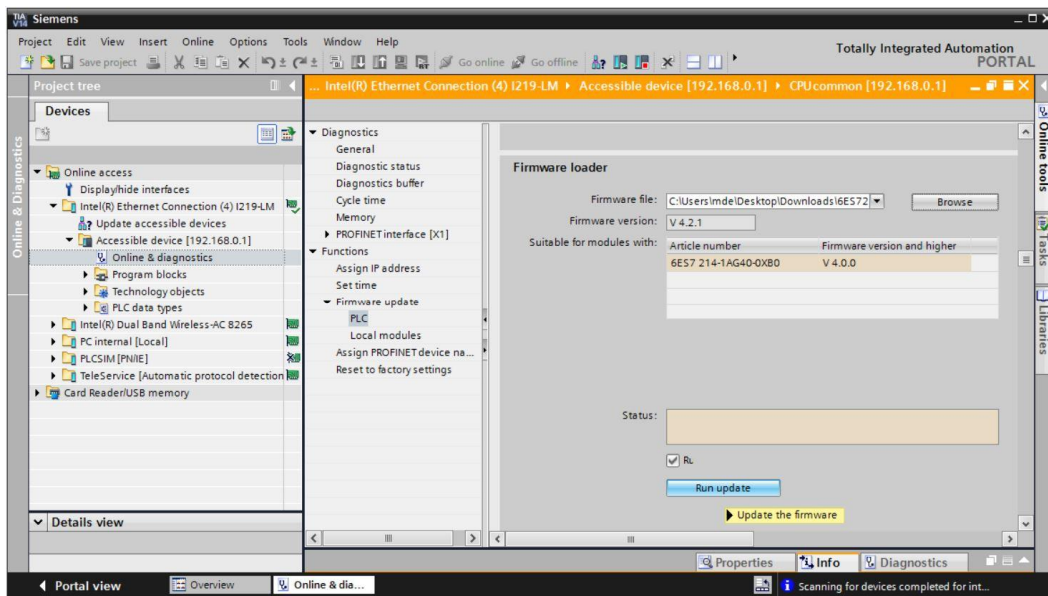 TIA V14 Siemens
Project Edit View Insert Online Options Tools Window Help
Totally Integrated Automation
PORTAL
Save project
Go online
Go offline
Project tree
... Intel(R) Ethernet Connection (4) I219-LM ▸ Accessible device [192.168.0.1] ▸ CPUcommon [192.168.0.1]
Devices
Online & Diagnostics
Online access
Display/hide interfaces
Intel(R) Ethernet Connection (4) I219-LM
Update accessible devices
Accessible device [192.168.0.1]
Online & diagnostics
Program blocks
Technology objects
PLC data types
Intel(R) Dual Band Wireless-AC 8265
PC internal [Local]
PLCSIM [PN/IE]
TeleService [Automatic protocol detection
Card Reader/USB memory
Details view
Diagnostics
General
Diagnostic status
Diagnostics buffer
Cycle time
Memory
PROFINET interface [X1]
Functions
Assign IP address
Set time
Firmware update
PLC
Local modules
Assign PROFINET device na...
Reset to factory settings
Firmware loader
Firmware file: C:\Users\mde\Desktop\Downloads\6ES72 Browse
Firmware version: V 4.2.1
Suitable for modules with: Article number Firmware version and higher
6ES7 214-1AG40-0XB0 V 4.0.0
Status:
Ru
Run update
Update the firmware
Online tools
Tasks
Libraries
Properties Info Diagnostics
Portal view Overview Online & dia... Scanning for devices completed for int...